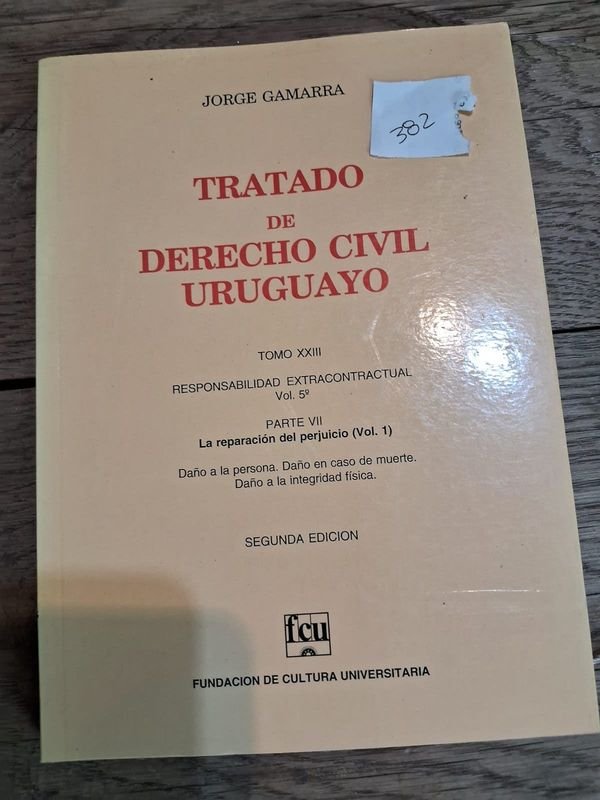 JORGE GAMARRA
382
TRATADO
DE
DERECHO CIVIL
URUGUAYO
TOMO XXIII
RESPONSABILIDAD EXTRACONTRACTUAL
Vol. 5º
PARTE VII
La reparación del perjuicio (Vol. 1)
Daño a la persona. Daño en caso de muerte.
Daño a la integridad física.
SEGUNDA EDICION
fcu
FUNDACION DE CULTURA UNIVERSITARIA